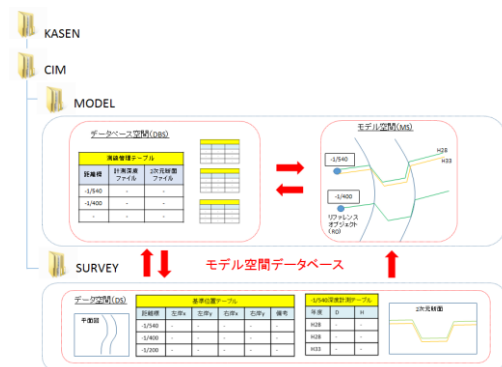 KASEN
CIM
MODEL
データベース空間(DBS)
測線管理テーブル
距離標 計測深度ファイル 2次元断面ファイル
-1/540 - -
-1/400 - -
- - -
モデル空間(MS)
-1/540
H28
H33
-1/400
リファレンス
オブジェクト
(RO)
SURVEY
モデル空間データベース
データ空間(DS)
平面図
基準位置テーブル
距離標 左岸x 左岸y 右岸x 右岸y 備考
-1/540 - - - - -
-1/400 - - - - -
-1/200 - - - - -
-1/540深度計測テーブル
年度 D H
H28 - -
H28 - -
H33 - -
2次元断面